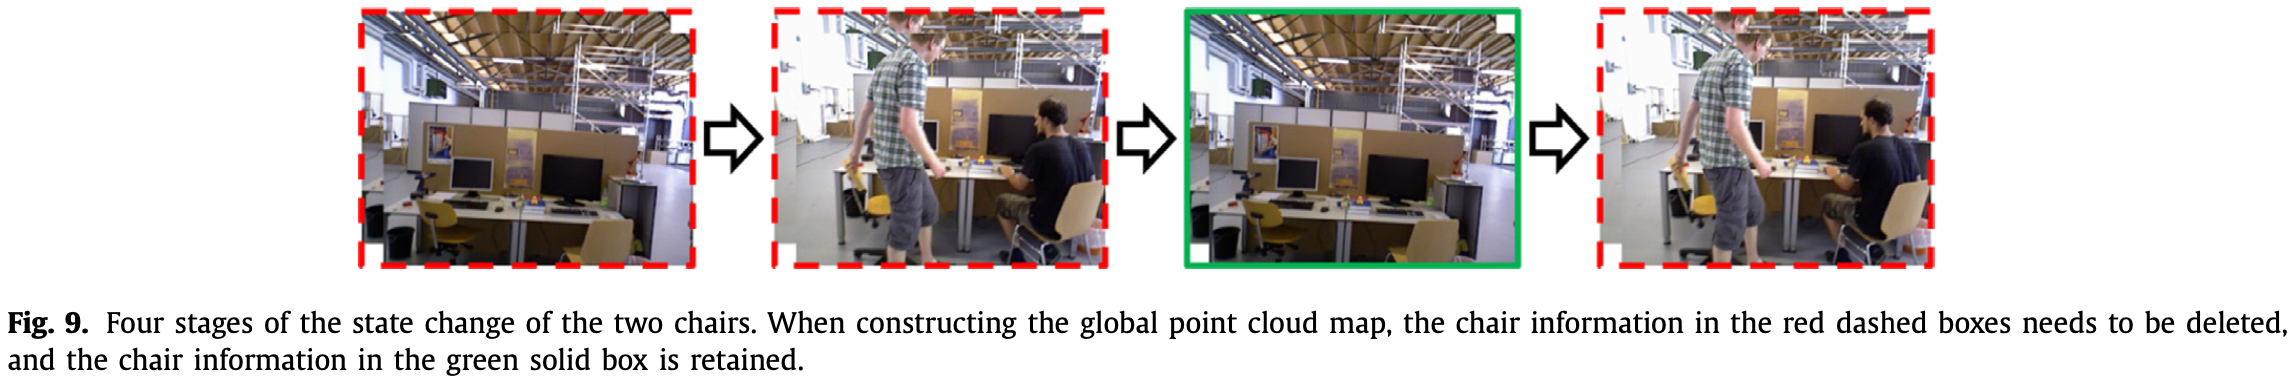 Fig. 9. Four stages of the state change of the two chairs. When constructing the global point cloud map, the chair information in the red dashed boxes needs to be deleted,
and the chair information in the green solid box is retained.